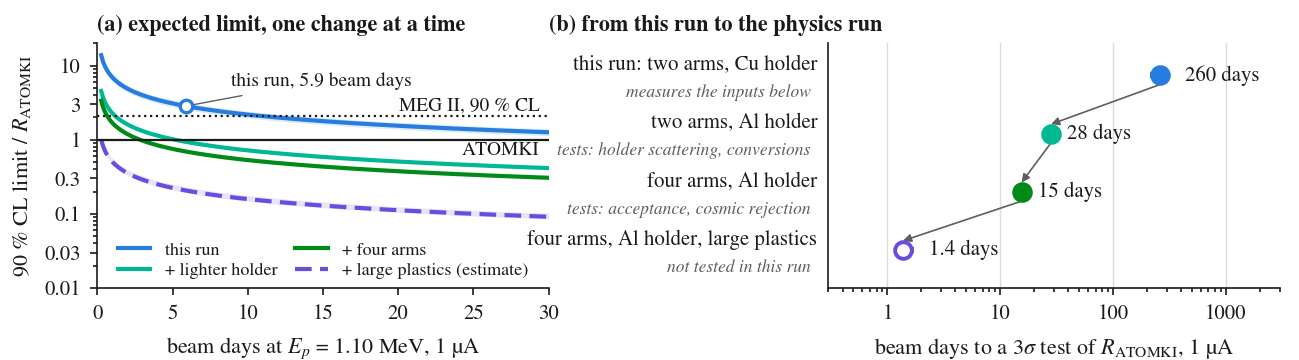 (a) expected limit, one change at a time
90 % CL limit / R_ATOMKI
10
3
1
0.3
0.1
0.03
0.01
this run, 5.9 beam days
MEG II, 90 % CL
ATOMKI
this run
+ lighter holder
+ four arms
+ large plastics (estimate)
0 5 10 15 20 25 30
beam days at E_p = 1.10 MeV, 1 µA
(b) from this run to the physics run
this run: two arms, Cu holder
measures the inputs below
260 days
two arms, Al holder
tests: holder scattering, conversions
28 days
four arms, Al holder
tests: acceptance, cosmic rejection
15 days
four arms, Al holder, large plastics
not tested in this run
1.4 days
1 10 100 1000
beam days to a 3σ test of R_ATOMKI, 1 µA